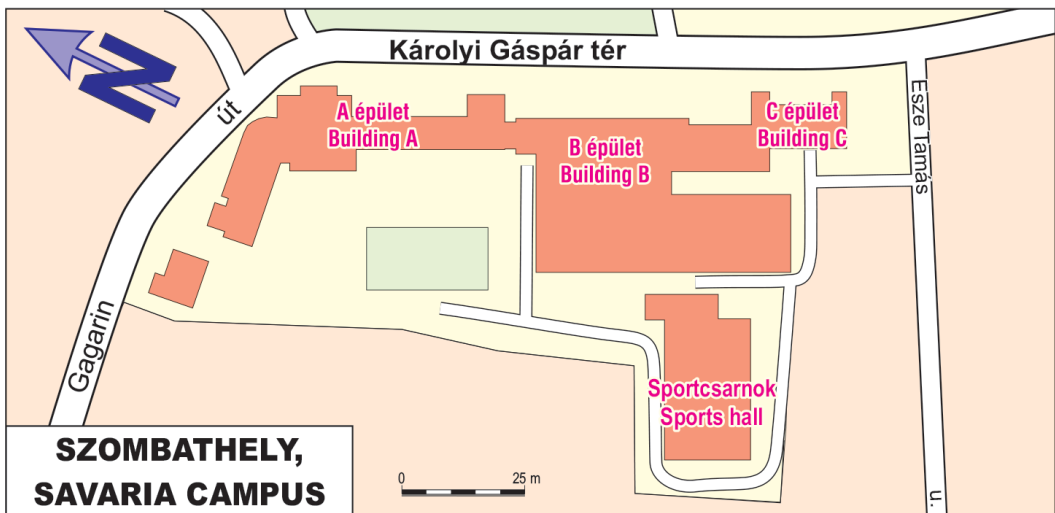 N
Károlyi Gáspár tér
út
A épület
Building A
B épület
Building B
C épület
Building C
Esze Tamás
Gagarin
Sportcsarnok
Sports hall
SZOMBATHELY,
SAVARIA CAMPUS
0 25 m
u.